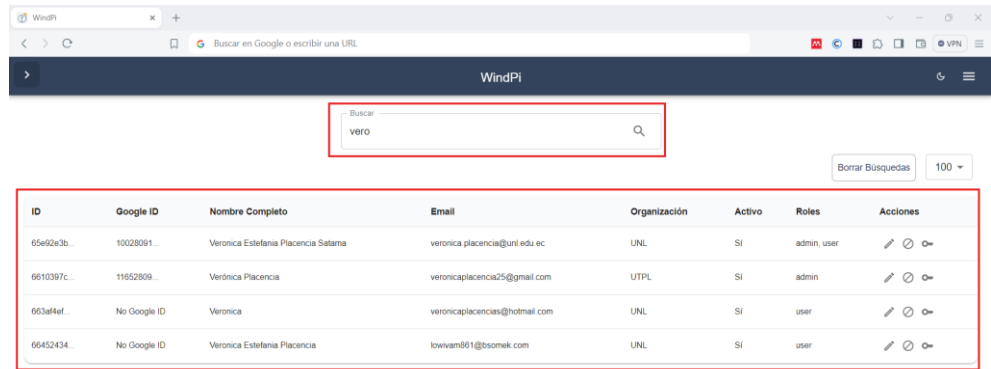 WindPi
Buscar en Google o escribir una URL
VPN
WindPi
Buscar
vero
Borrar Búsquedas 100
ID Google ID Nombre Completo Email Organización Activo Roles Acciones
65e92e3b... 10028091... Veronica Estefania Placencia Satama veronica.placencia@unl.edu.ec UNL Sí admin, user
6610397c... 11652809... Verónica Placencia veronicaplacencia25@gmail.com UTPL Sí admin
663af4ef... No Google ID Veronica veronicaplacencias@hotmail.com UNL Sí user
66452434... No Google ID Veronica Estefania Placencia lowivam861@bsomek.com UNL Sí user